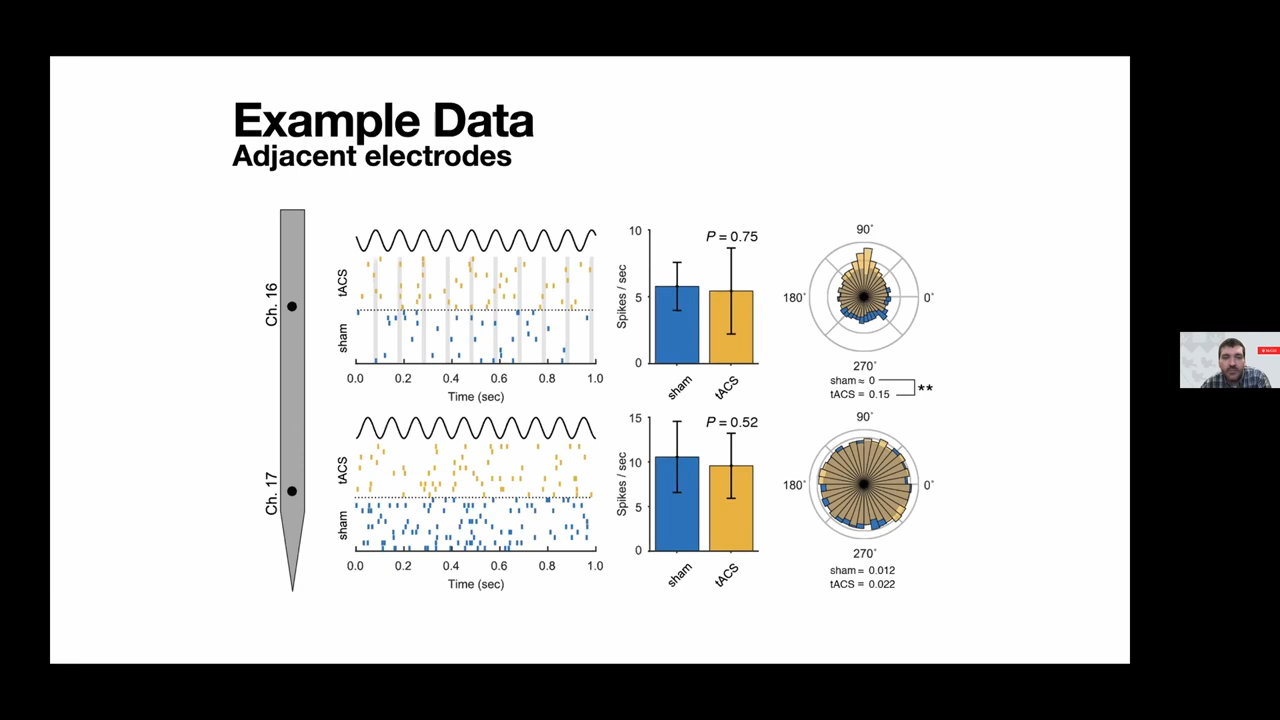 Example Data
Adjacent electrodes
Ch. 16
tACS
sham
0.0 0.2 0.4 0.6 0.8 1.0
Time (sec)
10
5
0
Spikes / sec
P = 0.75
sham
tACS
90°
180°
0°
270°
sham ≈ 0
tACS = 0.15
**
Ch. 17
tACS
sham
0.0 0.2 0.4 0.6 0.8 1.0
Time (sec)
15
10
5
0
Spikes / sec
P = 0.52
sham
tACS
90°
180°
0°
270°
sham = 0.012
tACS = 0.022